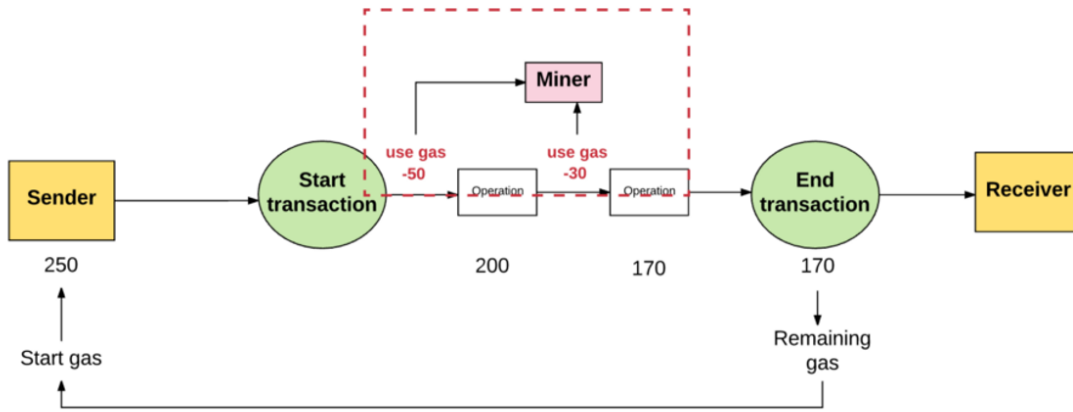 Miner
use gas
-50
use gas
-30
Sender
Start
transaction
Operation
Operation
End
transaction
Receiver
250
200
170
170
Start gas
Remaining
gas